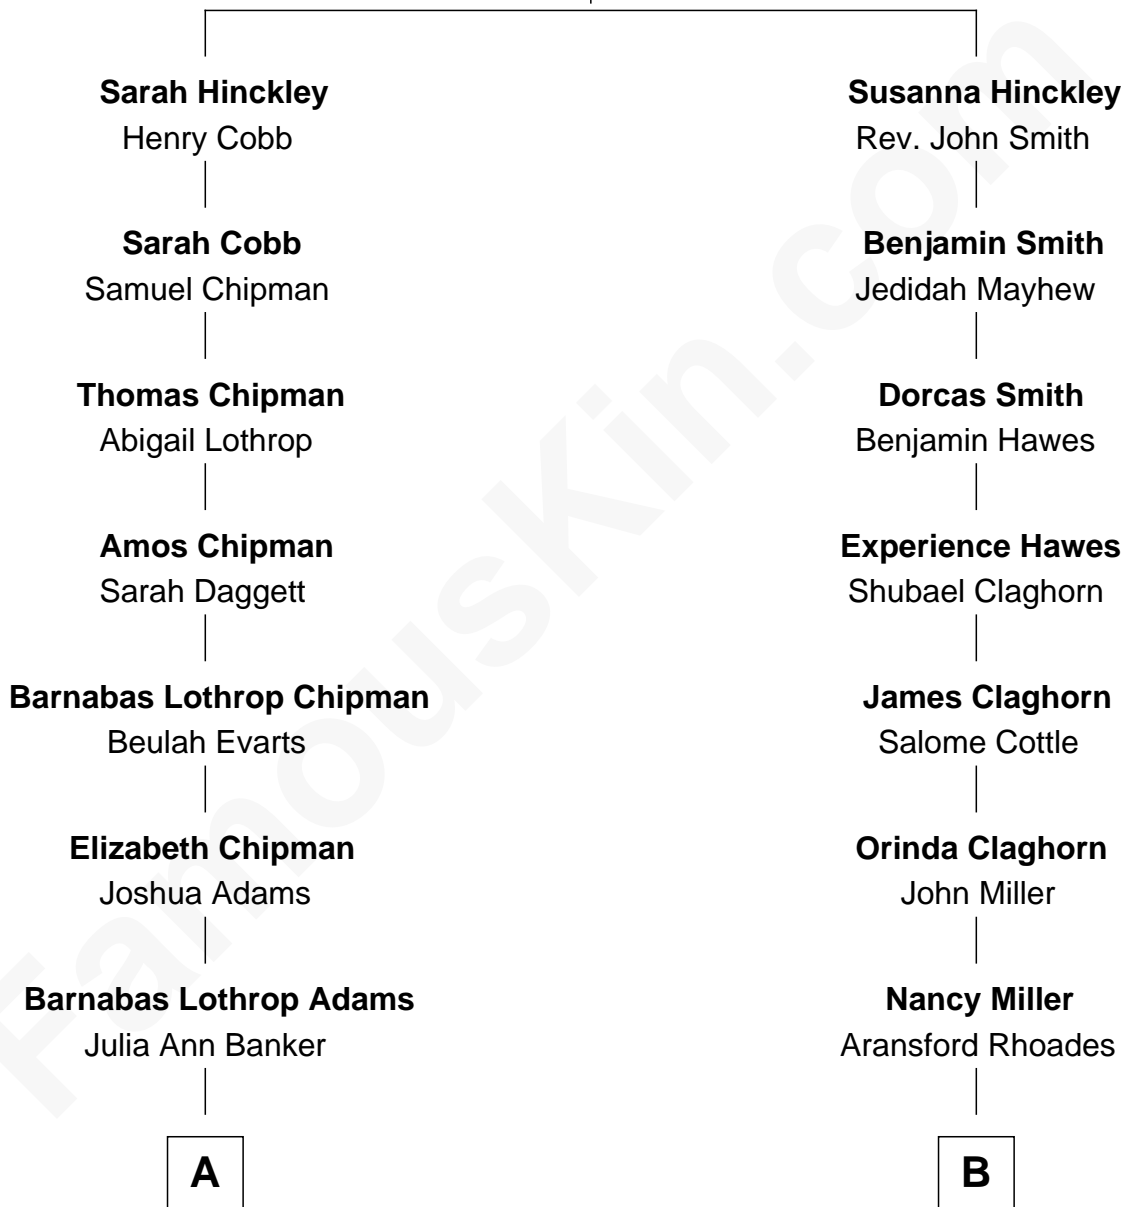 Sarah Hinckley
Henry Cobb
Sarah Cobb
Samuel Chipman
Thomas Chipman
Abigail Lothrop
Amos Chipman
Sarah Daggett
Barnabas Lothrop Chipman
Beulah Evarts
Elizabeth Chipman
Joshua Adams
Barnabas Lothrop Adams
Julia Ann Banker
A
Susanna Hinckley
Rev. John Smith
Benjamin Smith
Jedidah Mayhew
Dorcas Smith
Benjamin Hawes
Experience Hawes
Shubael Claghorn
James Claghorn
Salome Cottle
Orinda Claghorn
John Miller
Nancy Miller
Aransford Rhoades
B
FamousKin.com